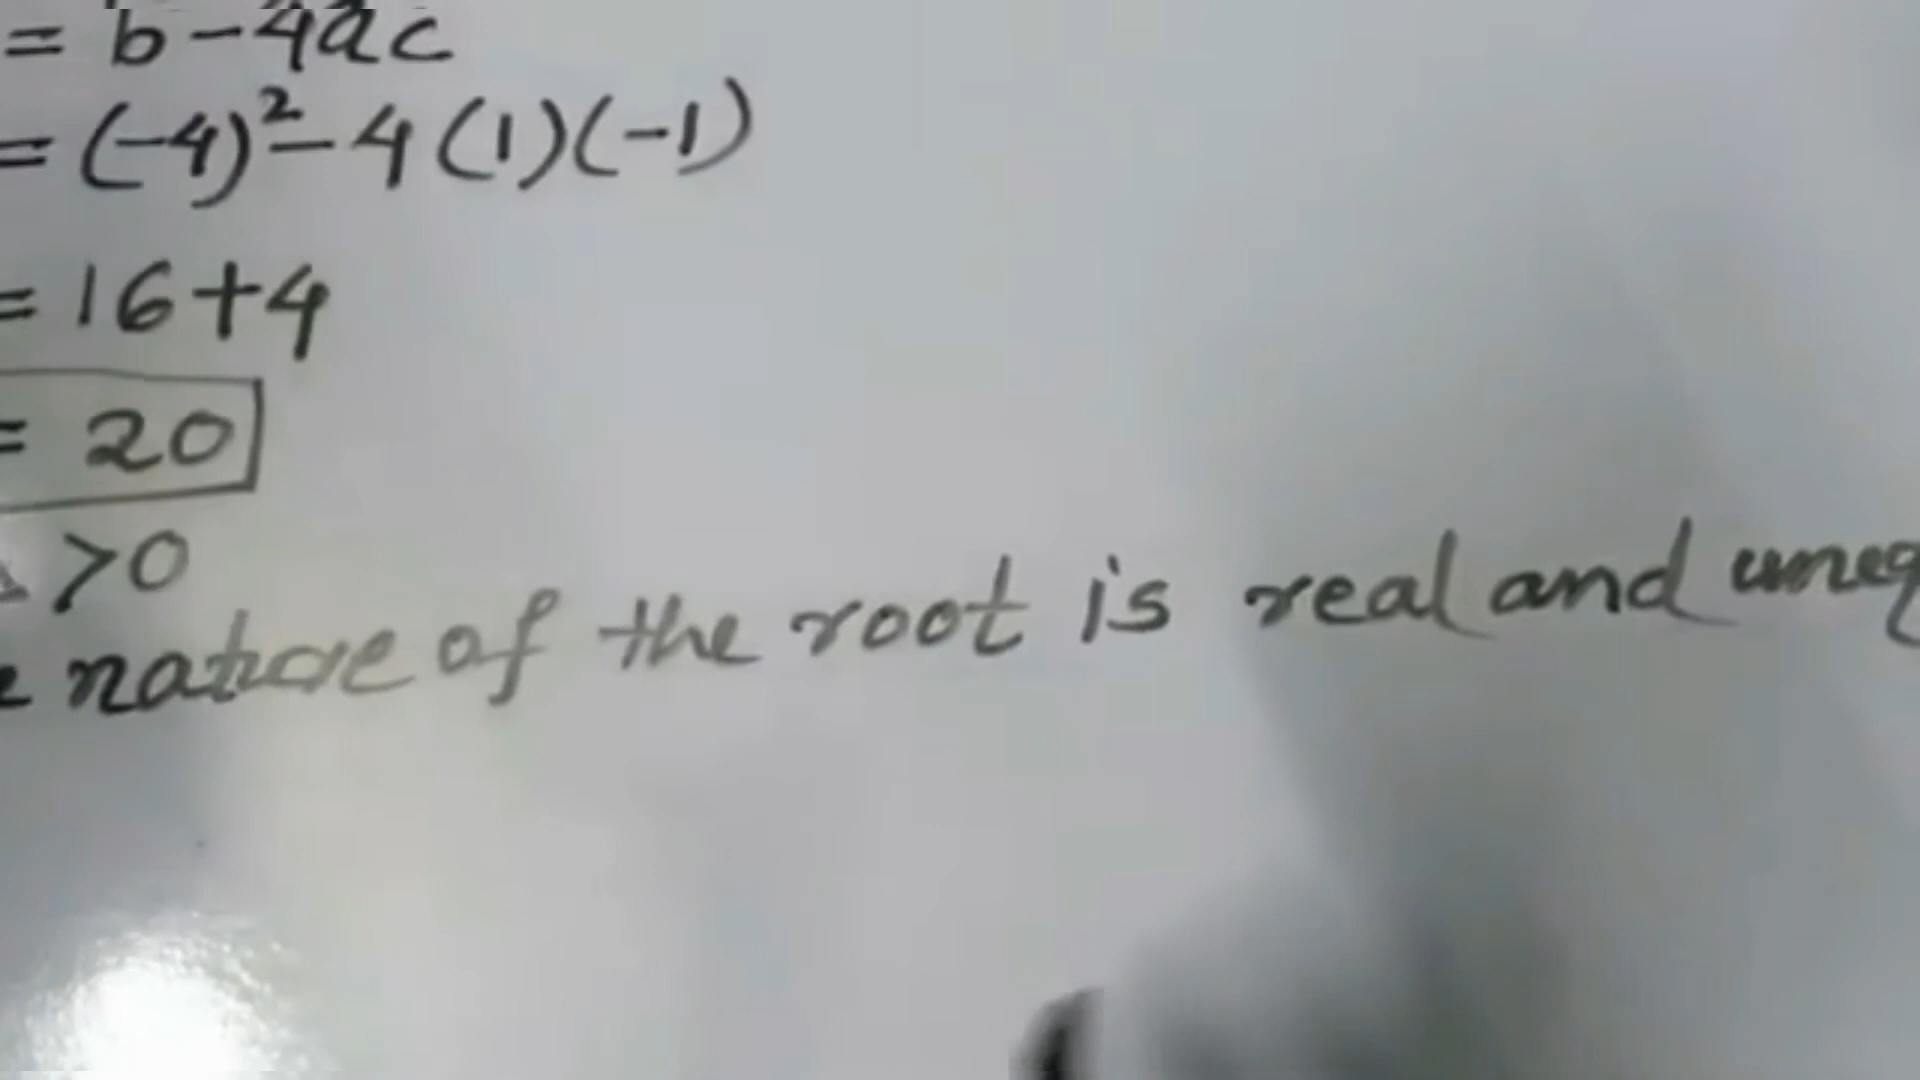 = b-4ac
= (-4)²-4(1)(-1)
= 16+4
= 20
>0
nature of the root is real and